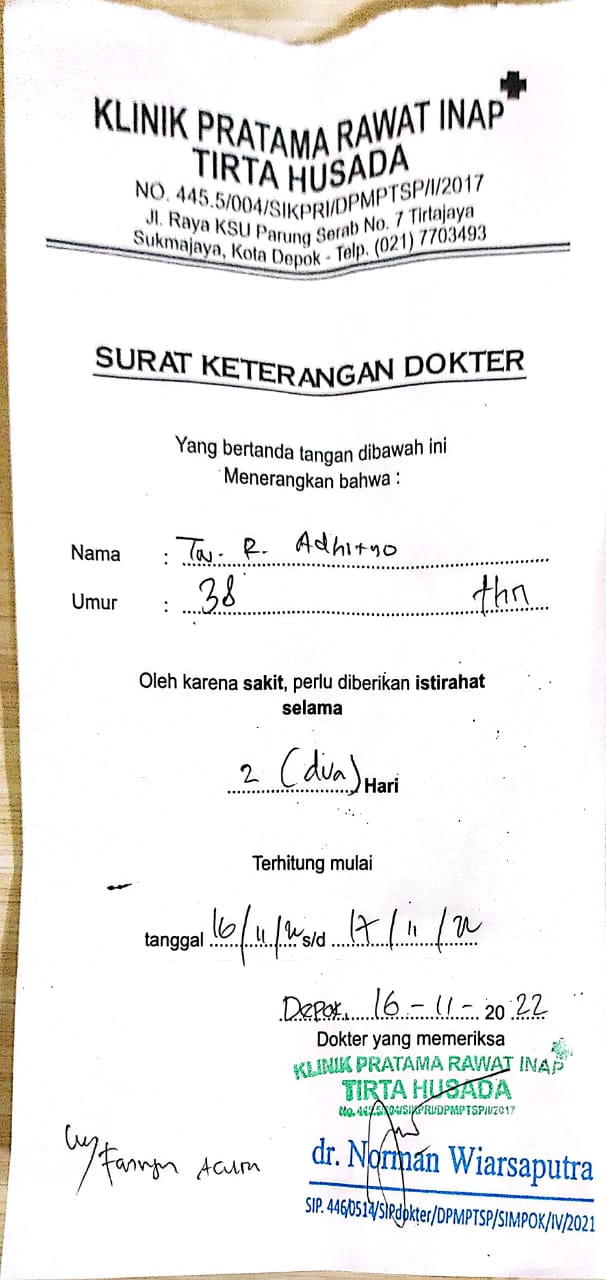 KLINIK PRATAMA RAWAT INAP
TIRTA HUSADA
NO. 445.5/004/SIKPRI/DPMPTSP/I/2017
Jl. Raya KSU Parung Serab No. 7 Tirtajaya
Sukmajaya, Kota Depok - Telp. (021) 7703493
SURAT KETERANGAN DOKTER
Yang bertanda tangan dibawah ini
Menerangkan bahwa :
Nama : Tn. R. Adhityo
Umur : 38 thn
Oleh karena sakit, perlu diberikan istirahat
selama
2 (dua) Hari
Terhitung mulai
tanggal 16/11/22 s/d 17/11/22
Depok, 16-11-2022
Dokter yang memeriksa
KLINIK PRATAMA RAWAT INAP
TIRTA HUSADA
No. 445.5/004/SIKPRI/DPMPTSP/I/2017
dr. Norman Wiarsaputra
SIP. 446/0514/SIPdokter/DPMPTSP/SIMPOK/IV/2021